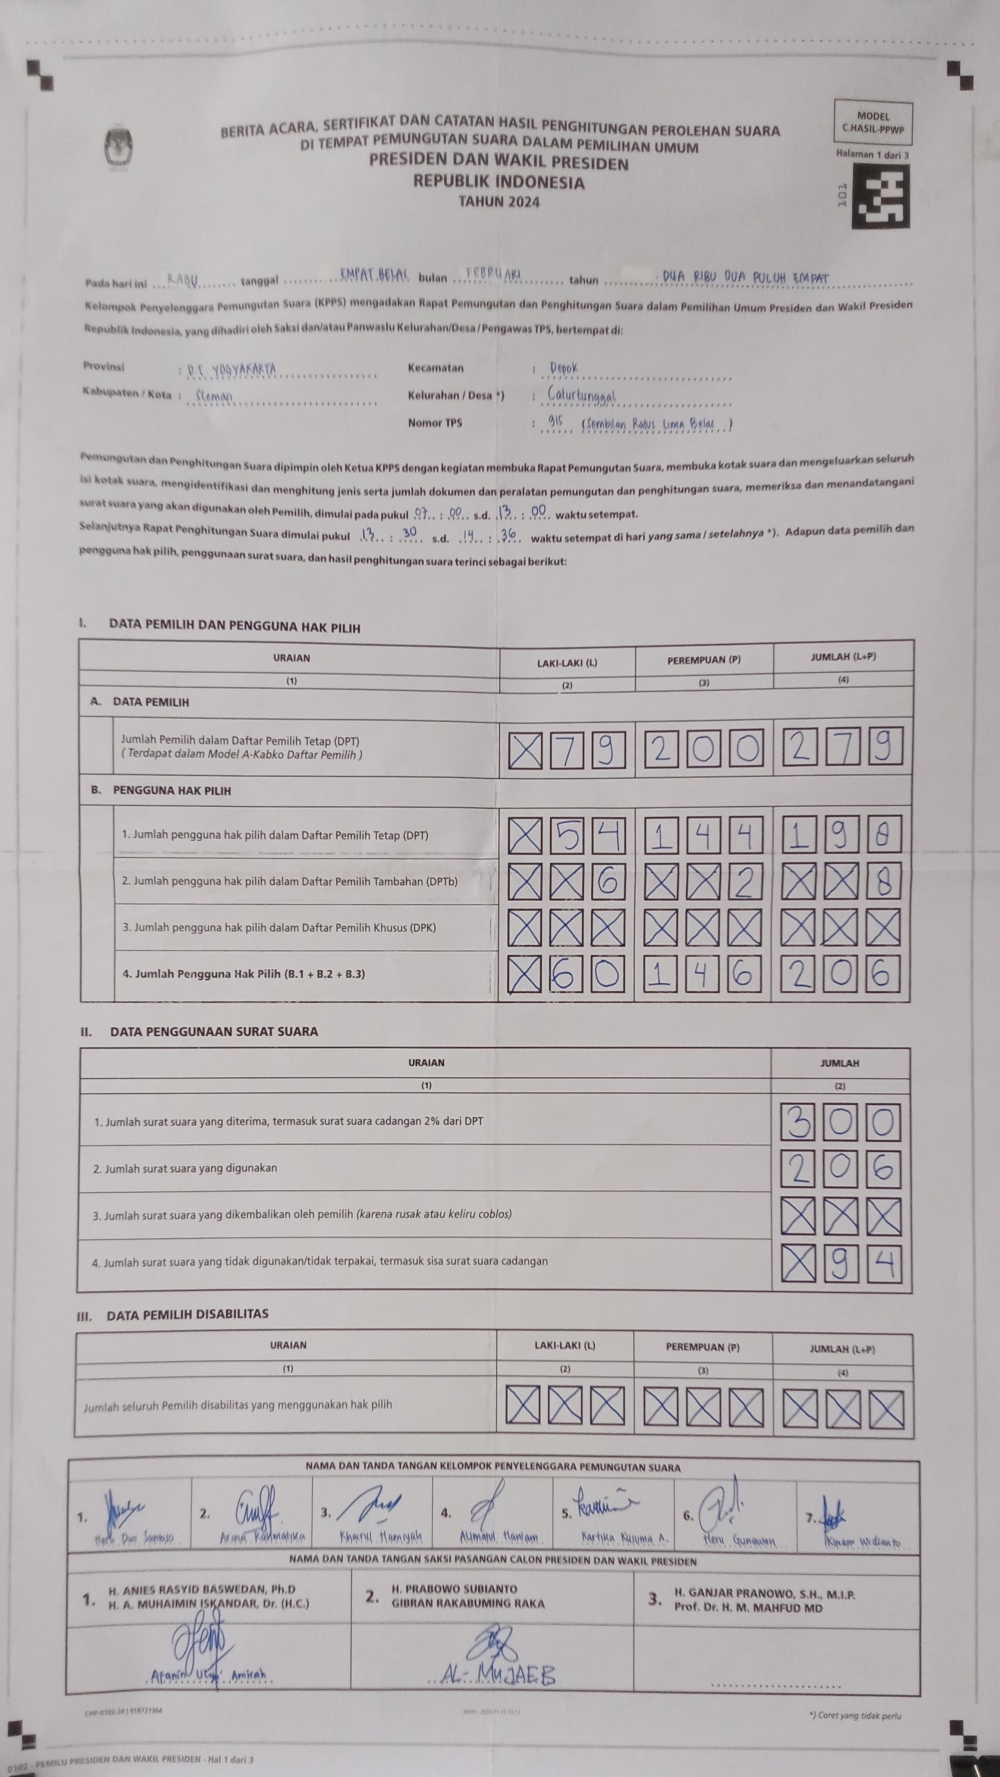 BERITA ACARA, SERTIFIKAT DAN CATATAN HASIL PENGHITUNGAN PEROLEHAN SUARA
DI TEMPAT PEMUNGUTAN SUARA DALAM PEMILIHAN UMUM
PRESIDEN DAN WAKIL PRESIDEN
REPUBLIK INDONESIA
TAHUN 2024
MODEL
C.HASIL-PPWP
Halaman 1 dari 3
101
Pada hari ini RABU tanggal EMPAT BELAS bulan FEBRUARI tahun DUA RIBU DUA PULUH EMPAT
Kelompok Penyelenggara Pemungutan Suara (KPPS) mengadakan Rapat Pemungutan dan Penghitungan Suara dalam Pemilihan Umum Presiden dan Wakil Presiden
Republik Indonesia, yang dihadiri oleh Saksi dan/atau Panwaslu Kelurahan/Desa/Pengawas TPS, bertempat di:
Provinsi : D.I. YOGYAKARTA Kecamatan : Depok
Kabupaten / Kota : Sleman Kelurahan / Desa *) : Caturtunggal
Nomor TPS : 915 (Sembilan Ratus Lima Belas)
Pemungutan dan Penghitungan Suara dipimpin oleh Ketua KPPS dengan kegiatan membuka Rapat Pemungutan Suara, membuka kotak suara dan mengeluarkan seluruh
isi kotak suara, mengidentifikasi dan menghitung jenis serta jumlah dokumen dan peralatan pemungutan dan penghitungan suara, memeriksa dan menandatangani
surat suara yang akan digunakan oleh Pemilih, dimulai pada pukul 07 : 00 s.d. 13 : 00 waktu setempat.
Selanjutnya Rapat Penghitungan Suara dimulai pukul 13 : 30 s.d. 14 : 36 waktu setempat di hari yang sama / setelahnya *). Adapun data pemilih dan
pengguna hak pilih, penggunaan surat suara, dan hasil penghitungan suara terinci sebagai berikut:
I. DATA PEMILIH DAN PENGGUNA HAK PILIH
URAIAN LAKI-LAKI (L) PEREMPUAN (P) JUMLAH (L+P)
(1) (2) (3) (4)
A. DATA PEMILIH
Jumlah Pemilih dalam Daftar Pemilih Tetap (DPT) X 7 9 2 0 0 2 7 9
( Terdapat dalam Model A-Kabko Daftar Pemilih )
B. PENGGUNA HAK PILIH
1. Jumlah pengguna hak pilih dalam Daftar Pemilih Tetap (DPT) X 5 4 1 4 4 1 9 8
2. Jumlah pengguna hak pilih dalam Daftar Pemilih Tambahan (DPTb) X X 6 X X 2 X X 8
3. Jumlah pengguna hak pilih dalam Daftar Pemilih Khusus (DPK) X X X X X X X X X
4. Jumlah Pengguna Hak Pilih (B.1 + B.2 + B.3) X 6 0 1 4 6 2 0 6
II. DATA PENGGUNAAN SURAT SUARA
URAIAN JUMLAH
(1) (2)
1. Jumlah surat suara yang diterima, termasuk surat suara cadangan 2% dari DPT 3 0 0
2. Jumlah surat suara yang digunakan 2 0 6
3. Jumlah surat suara yang dikembalikan oleh pemilih (karena rusak atau keliru coblos) X X X
4. Jumlah surat suara yang tidak digunakan/tidak terpakai, termasuk sisa surat suara cadangan X 9 4
III. DATA PEMILIH DISABILITAS
URAIAN LAKI-LAKI (L) PEREMPUAN (P) JUMLAH (L+P)
(1) (2) (3) (4)
Jumlah seluruh Pemilih disabilitas yang menggunakan hak pilih X X X X X X X X X
NAMA DAN TANDA TANGAN KELOMPOK PENYELENGGARA PEMUNGUTAN SUARA
1. 2. 3. 4. 5. 6. 7.
Santoso Arina Khairul Humiyah Hantam Kartika Kusuma A. Heru Gunawan Widianto
NAMA DAN TANDA TANGAN SAKSI PASANGAN CALON PRESIDEN DAN WAKIL PRESIDEN
1. H. ANIES RASYID BASWEDAN, Ph.D
H. A. MUHAIMIN ISKANDAR, Dr. (H.C.)
2. H. PRABOWO SUBIANTO
GIBRAN RAKABUMING RAKA
3. H. GANJAR PRANOWO, S.H., M.I.P.
Prof. Dr. H. M. MAHFUD MD
Amirah AL-MUJAEB
*) Coret yang tidak perlu
0102 - PEMILU PRESIDEN DAN WAKIL PRESIDEN - Hal 1 dari 3